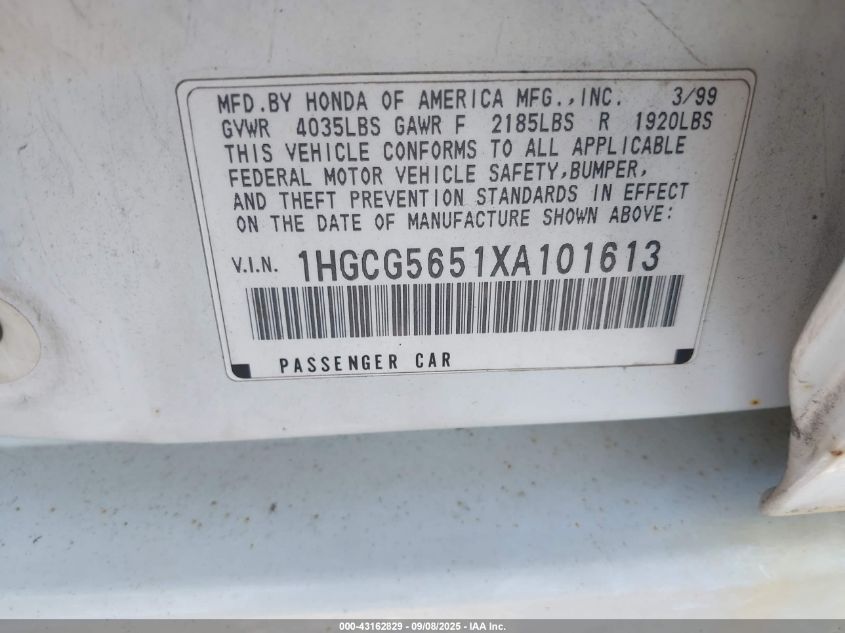 MFD.BY HONDA OF AMERICA MFG.,INC. 3/99
GVWR 4035LBS GAWR F 2185LBS R 1920LBS
THIS VEHICLE CONFORMS TO ALL APPLICABLE
FEDERAL MOTOR VEHICLE SAFETY,BUMPER,
AND THEFT PREVENTION STANDARDS IN EFFECT
ON THE DATE OF MANUFACTURE SHOWN ABOVE:
V.I.N. 1HGCG5651XA101613
PASSENGER CAR
000-43162829 - 09/08/2025 - IAA Inc.